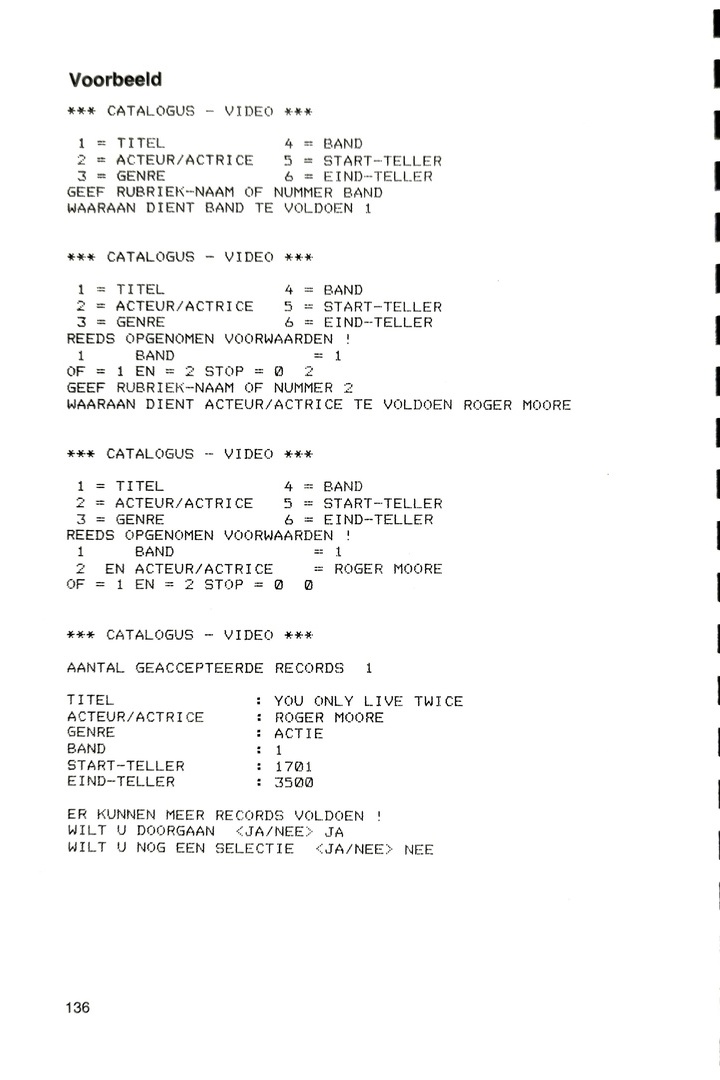 Voorbeeld
*** CATALOGUS - VIDEO ***
1 = TITEL 4 = BAND
2 = ACTEUR/ACTRICE 5 = START-TELLER
3 = GENRE 6 = EIND-TELLER
GEEF RUBRIEK-NAAM OF NUMMER BAND
WAARAAN DIENT BAND TE VOLDOEN 1
*** CATALOGUS - VIDEO ***
1 = TITEL 4 = BAND
2 = ACTEUR/ACTRICE 5 = START-TELLER
3 = GENRE 6 = EIND-TELLER
REEDS OPGENOMEN VOORWAARDEN !
1 BAND = 1
OF = 1 EN = 2 STOP = 0 2
GEEF RUBRIEK-NAAM OF NUMMER 2
WAARAAN DIENT ACTEUR/ACTRICE TE VOLDOEN ROGER MOORE
*** CATALOGUS - VIDEO ***
1 = TITEL 4 = BAND
2 = ACTEUR/ACTRICE 5 = START-TELLER
3 = GENRE 6 = EIND-TELLER
REEDS OPGENOMEN VOORWAARDEN !
1 BAND = 1
2 EN ACTEUR/ACTRICE = ROGER MOORE
OF = 1 EN = 2 STOP = 0 0
*** CATALOGUS - VIDEO ***
AANTAL GEACCEPTEERDE RECORDS 1
TITEL : YOU ONLY LIVE TWICE
ACTEUR/ACTRICE : ROGER MOORE
GENRE : ACTIE
BAND : 1
START-TELLER : 1701
EIND-TELLER : 3500
ER KUNNEN MEER RECORDS VOLDOEN !
WILT U DOORGAAN <JA/NEE> JA
WILT U NOG EEN SELECTIE <JA/NEE> NEE
136